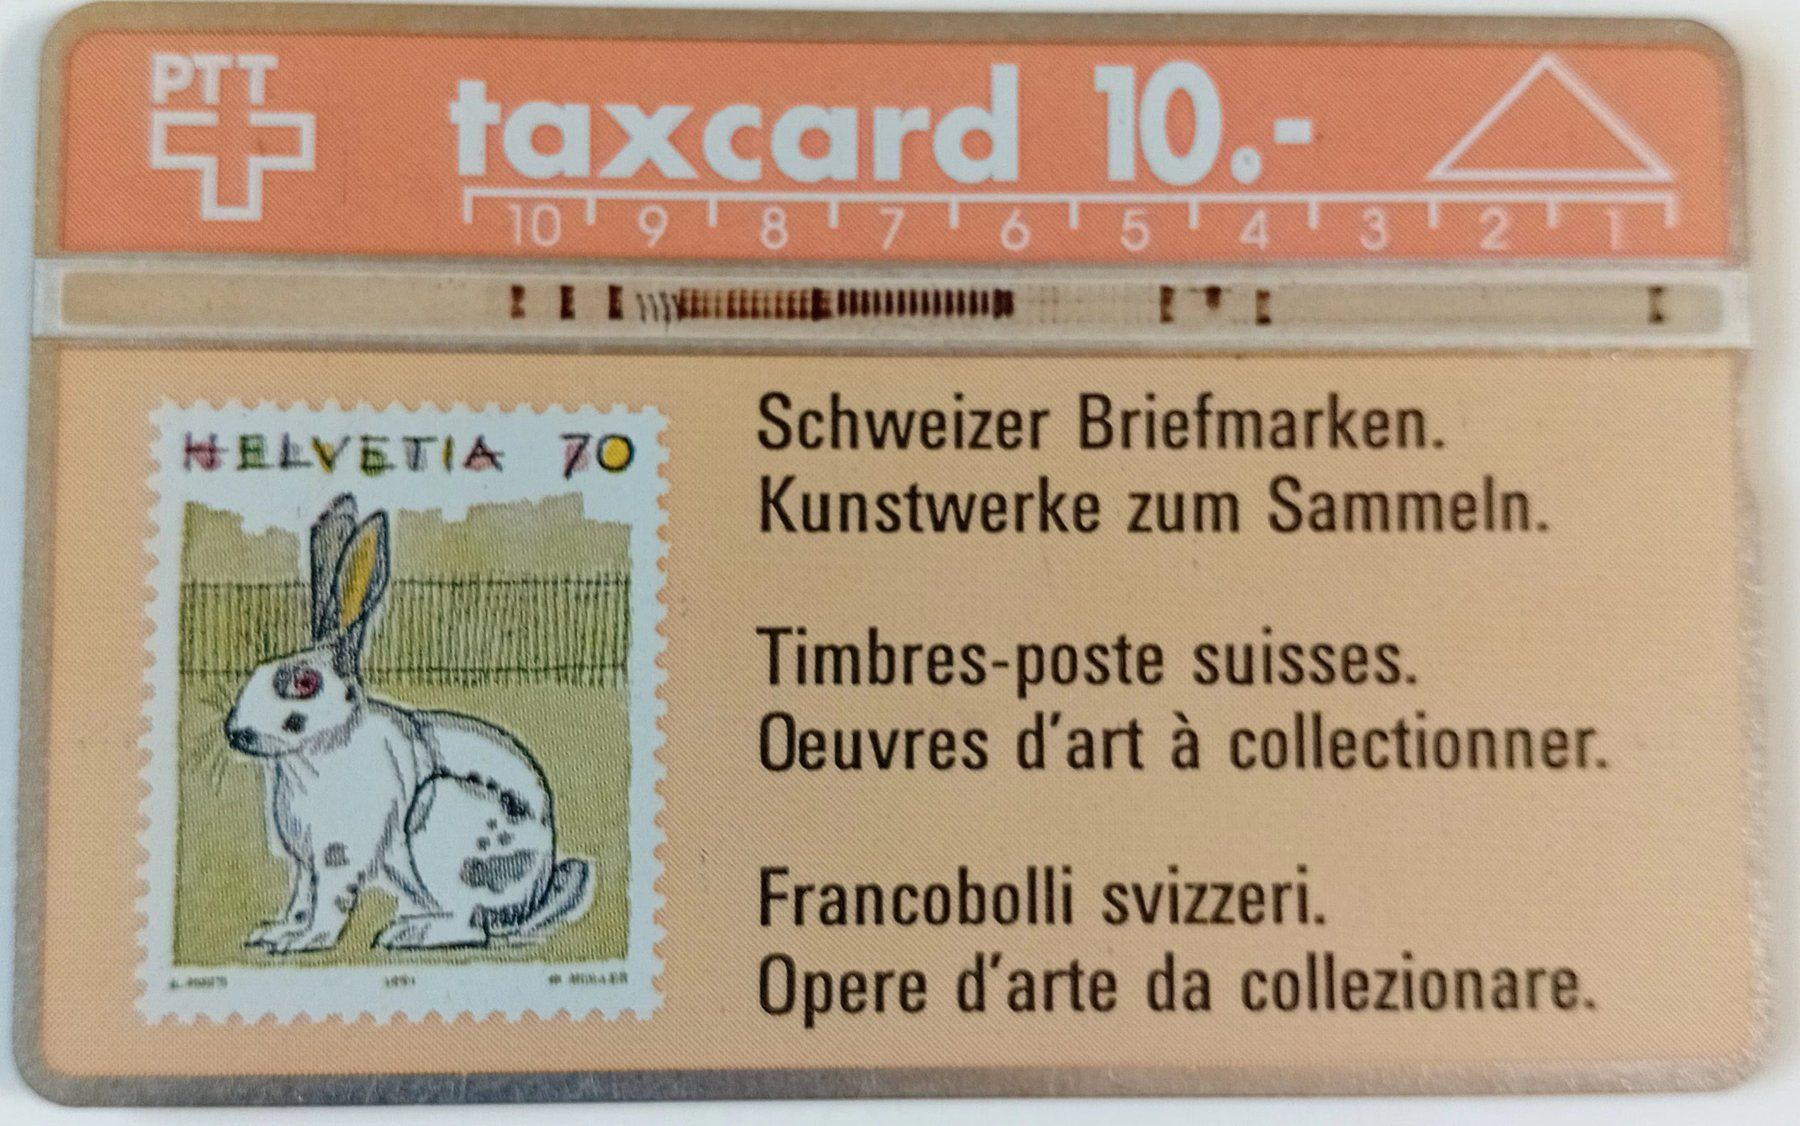 PTT
taxcard 10.-
10 9 8 7 6 5 4 3 2 1
HELVETIA 70
1991
Schweizer Briefmarken.
Kunstwerke zum Sammeln.
Timbres-poste suisses.
Oeuvres d'art à collectionner.
Francobolli svizzeri.
Opere d'arte da collezionare.